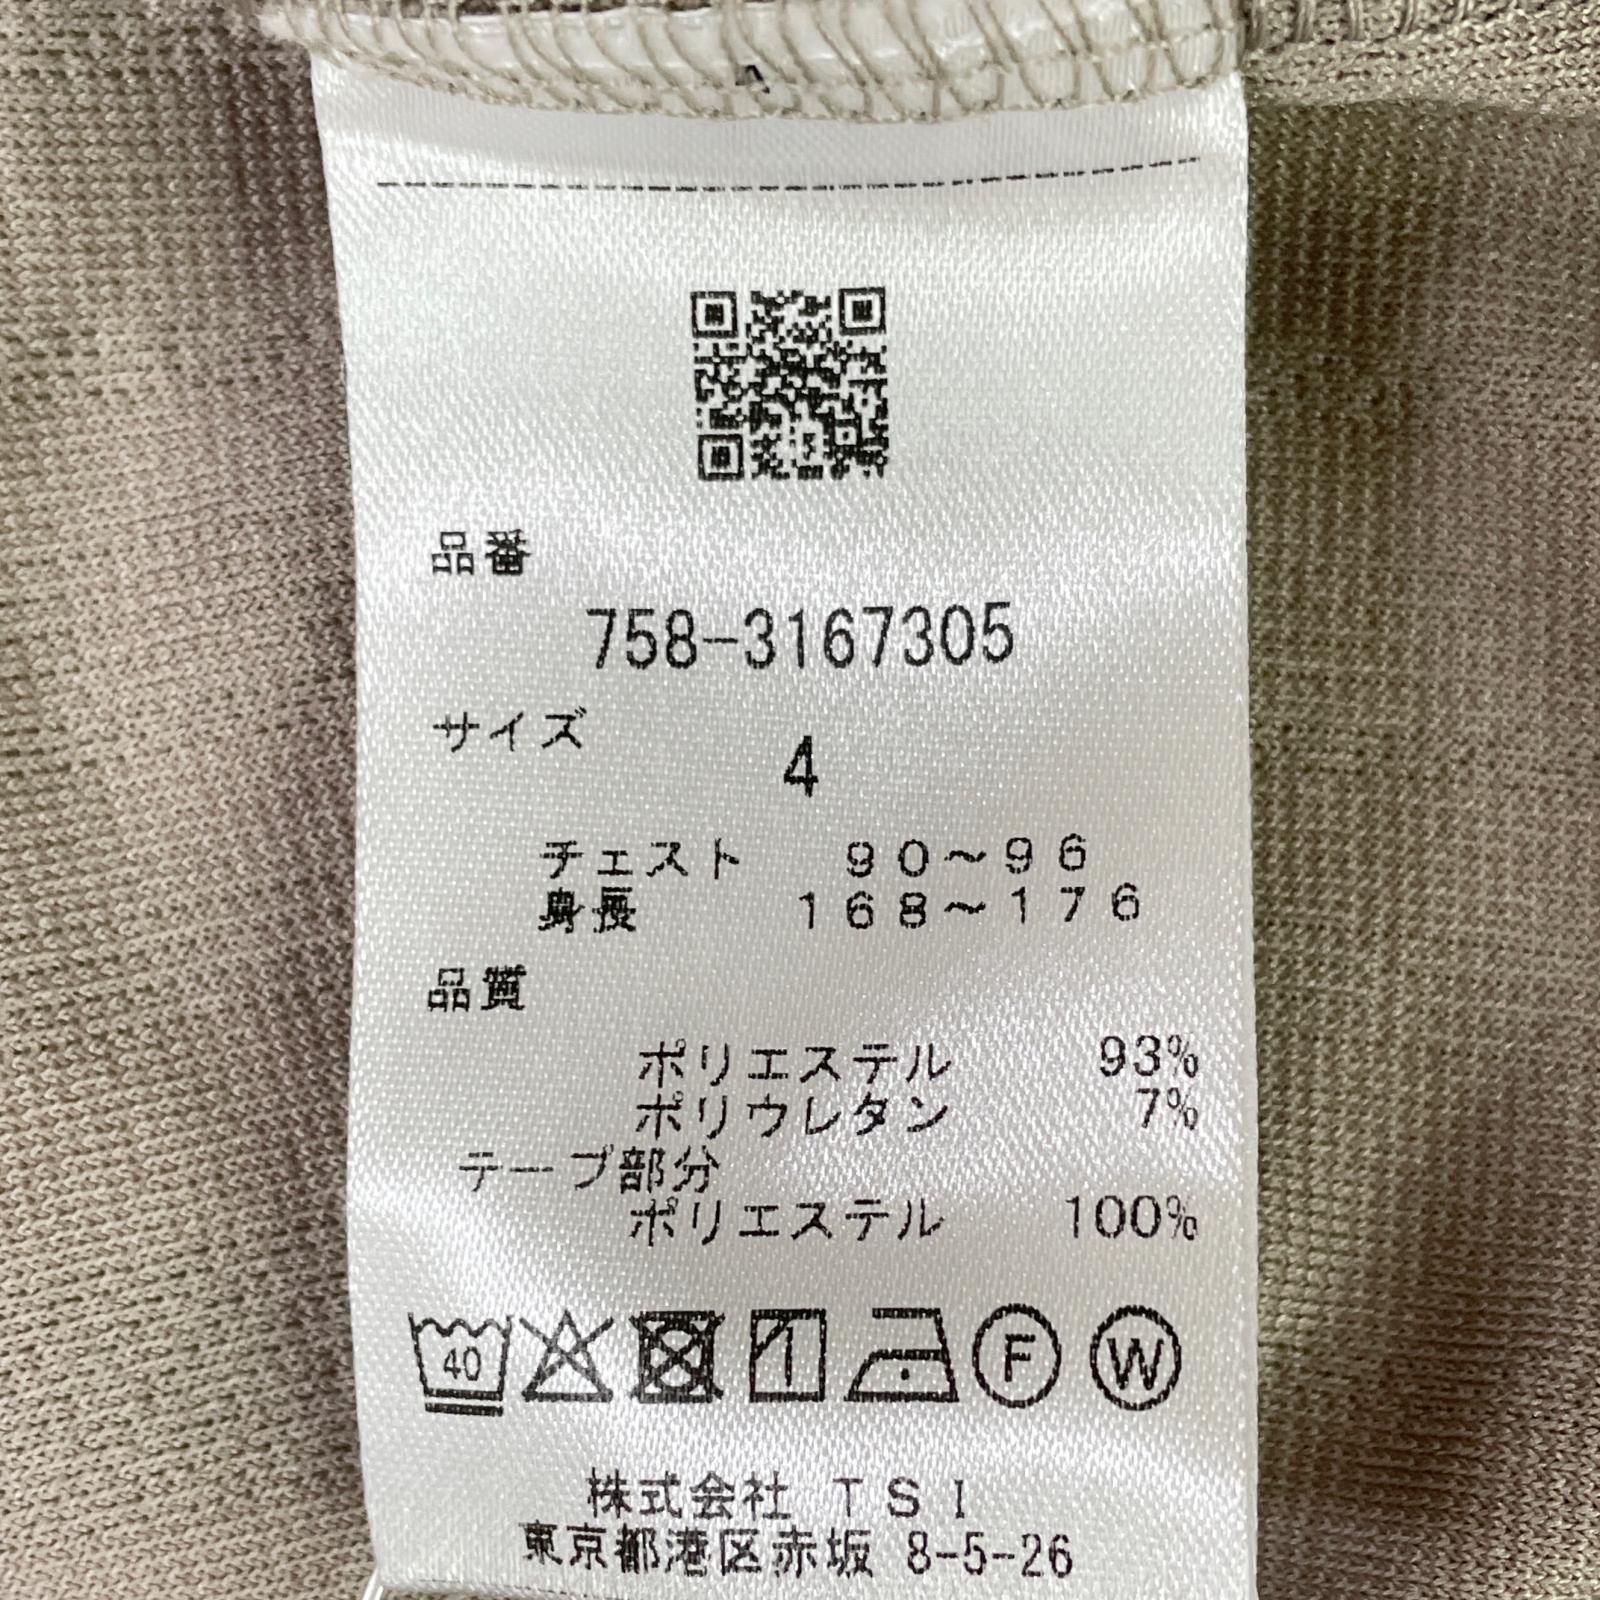 品番
758-3167305
サイズ
4
チェスト 90～96
身長 168～176
品質
ポリエステル 93%
ポリウレタン 7%
テープ部分
ポリエステル 100%
40 F W
株式会社 TSI
東京都港区赤坂 8-5-26